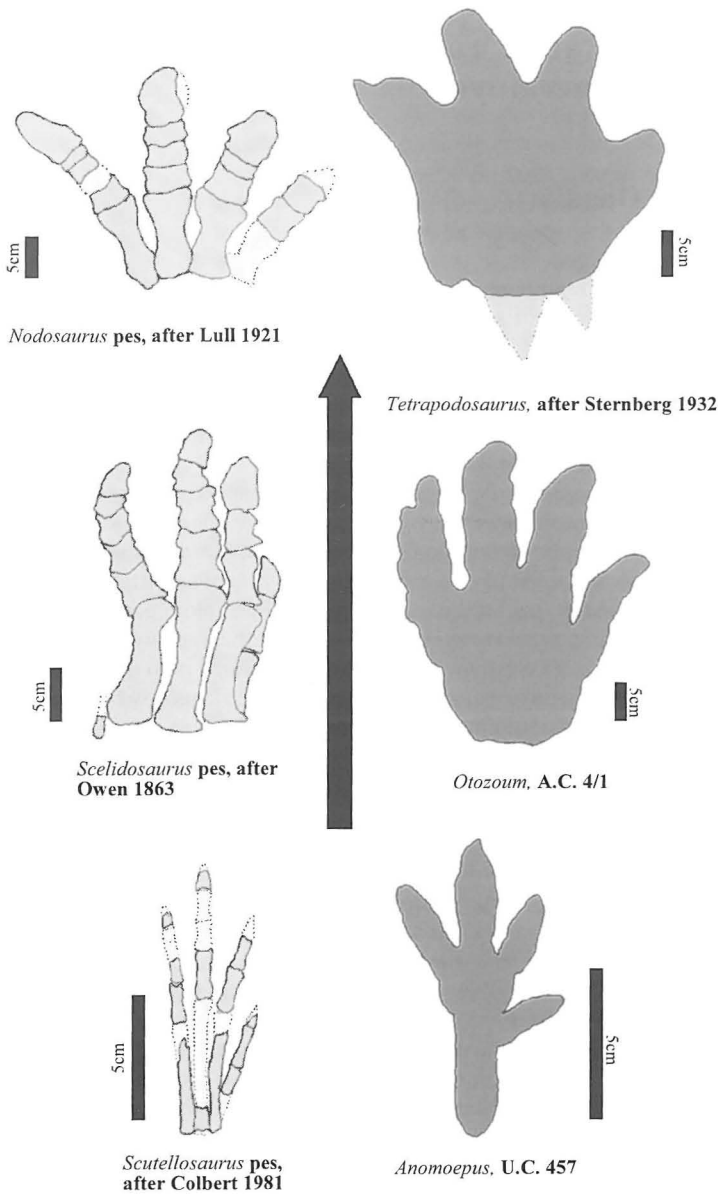 5cm
5cm
Nodosaurus pes, after Lull 1921
Tetrapodosaurus, after Sternberg 1932
5cm
5cm
Scelidosaurus pes, after
Owen 1863
Otozoum, A.C. 4/1
5cm
5cm
Scutellosaurus pes,
after Colbert 1981
Anomoepus, U.C. 457